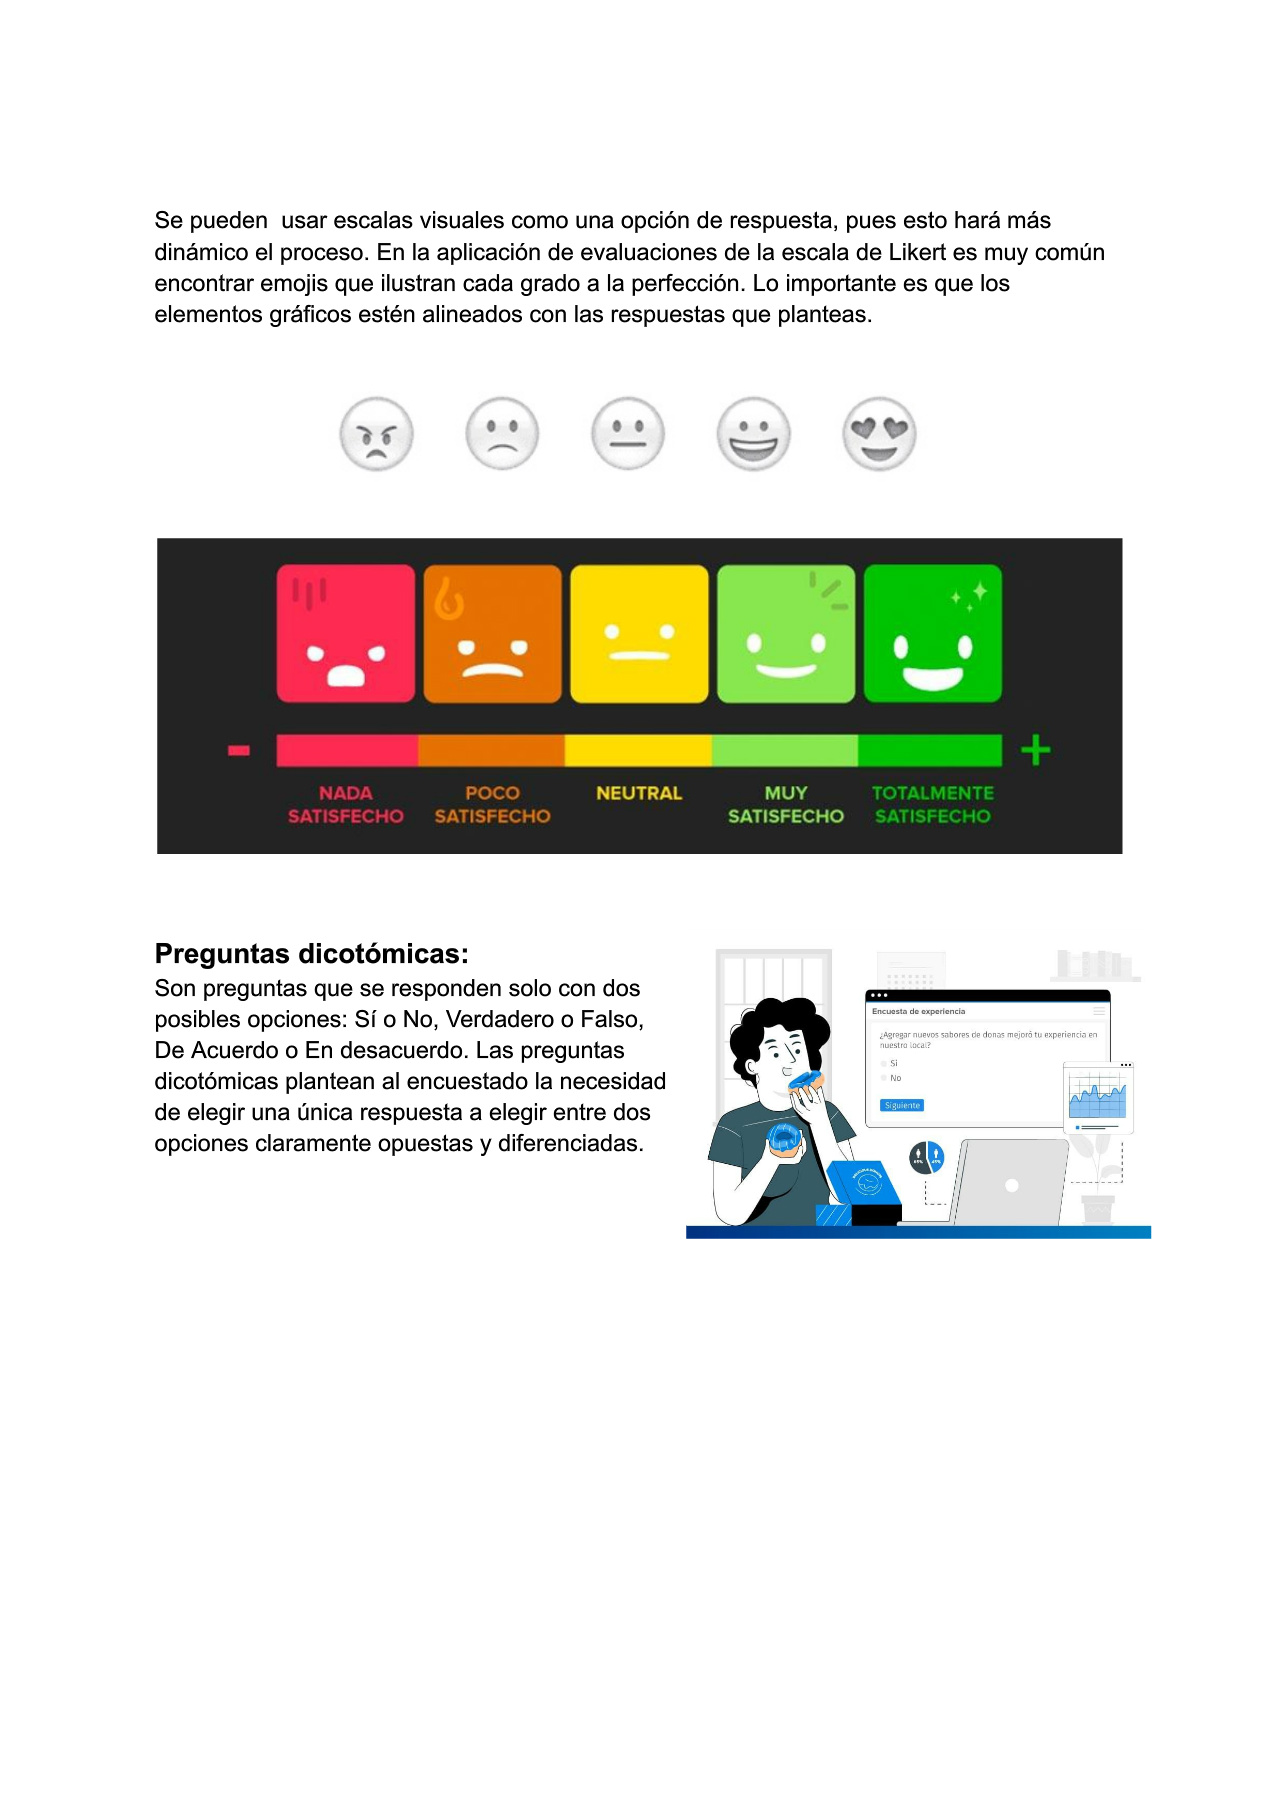 Se pueden  usar escalas visuales como una opción de respuesta, pues esto hará más
dinámico el proceso. En la aplicación de evaluaciones de la escala de Likert es muy común
encontrar emojis que ilustran cada grado a la perfección. Lo importante es que los
elementos gráficos estén alineados con las respuestas que planteas.
NADA
SATISFECHO
POCO
SATISFECHO
NEUTRAL
MUY
SATISFECHO
TOTALMENTE
SATISFECHO
Preguntas dicotómicas:
Son preguntas que se responden solo con dos
posibles opciones: Sí o No, Verdadero o Falso,
De Acuerdo o En desacuerdo. Las preguntas
dicotómicas plantean al encuestado la necesidad
de elegir una única respuesta a elegir entre dos
opciones claramente opuestas y diferenciadas.
Encuesta de experiencia
¿Agregar nuevos sabores de donas mejoró tu experiencia en
nuestro local?
Sí
No
Siguiente